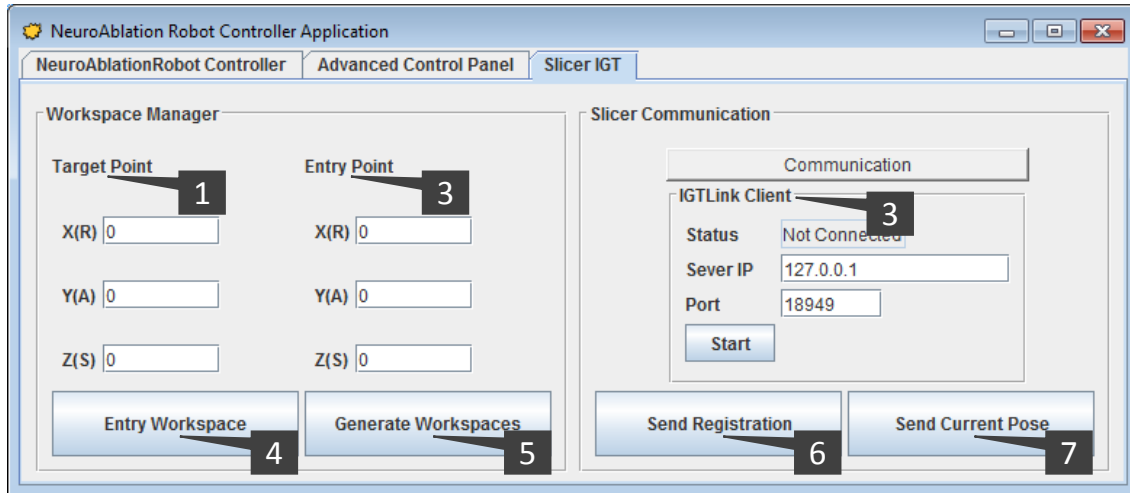 NeuroAblation Robot Controller Application
NeuroAblationRobot Controller Advanced Control Panel Slicer IGT
Workspace Manager
Target Point Entry Point
1 3
X(R) 0 X(R) 0
Y(A) 0 Y(A) 0
Z(S) 0 Z(S) 0
Entry Workspace Generate Workspaces
4 5
Slicer Communication
Communication
IGTLink Client
3
Status Not Connected
Sever IP 127.0.0.1
Port 18949
Start
Send Registration Send Current Pose
6 7